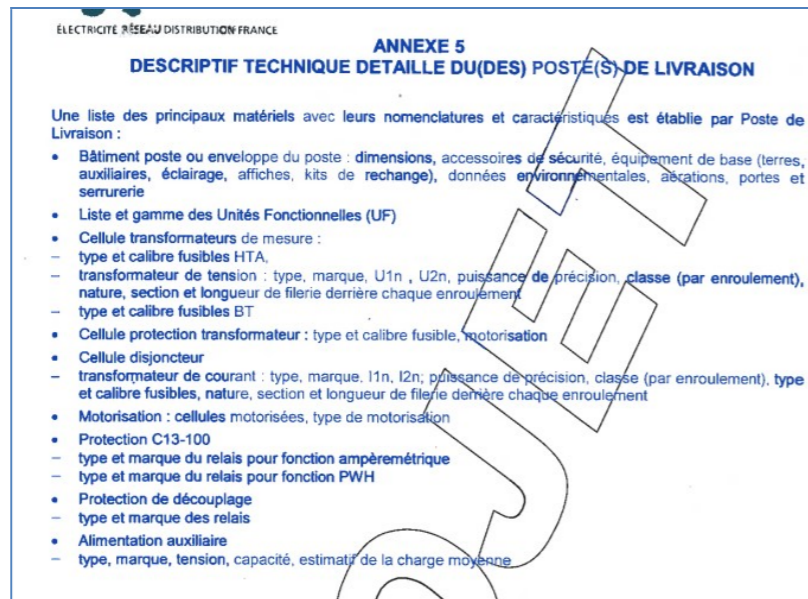 ÉLECTRICITÉ RÉSEAU DISTRIBUTION FRANCE
ANNEXE 5
DESCRIPTIF TECHNIQUE DETAILLE DU(DES) POSTE(S) DE LIVRAISON
Une liste des principaux matériels avec leurs nomenclatures et caractéristiques est établie par Poste de
Livraison :
• Bâtiment poste ou enveloppe du poste : dimensions, accessoires de sécurité, équipement de base (terres,
auxiliaires, éclairage, affiches, kits de rechange), données environnementales, aérations, portes et
serrurerie
• Liste et gamme des Unités Fonctionnelles (UF)
• Cellule transformateurs de mesure :
– type et calibre fusibles HTA,
– transformateur de tension : type, marque, U1n , U2n, puissance de précision, classe (par enroulement),
nature, section et longueur de filerie derrière chaque enroulement
– type et calibre fusibles BT
• Cellule protection transformateur : type et calibre fusible, motorisation
• Cellule disjoncteur
– transformateur de courant : type, marque, I1n, I2n; puissance de précision, classe (par enroulement), type
et calibre fusibles, nature, section et longueur de filerie derrière chaque enroulement
• Motorisation : cellules motorisées, type de motorisation
• Protection C13-100
– type et marque du relais pour fonction ampèremétrique
– type et marque du relais pour fonction PWH
• Protection de découplage
– type et marque des relais
• Alimentation auxiliaire
– type, marque, tension, capacité, estimatif de la charge moyenne
OJET